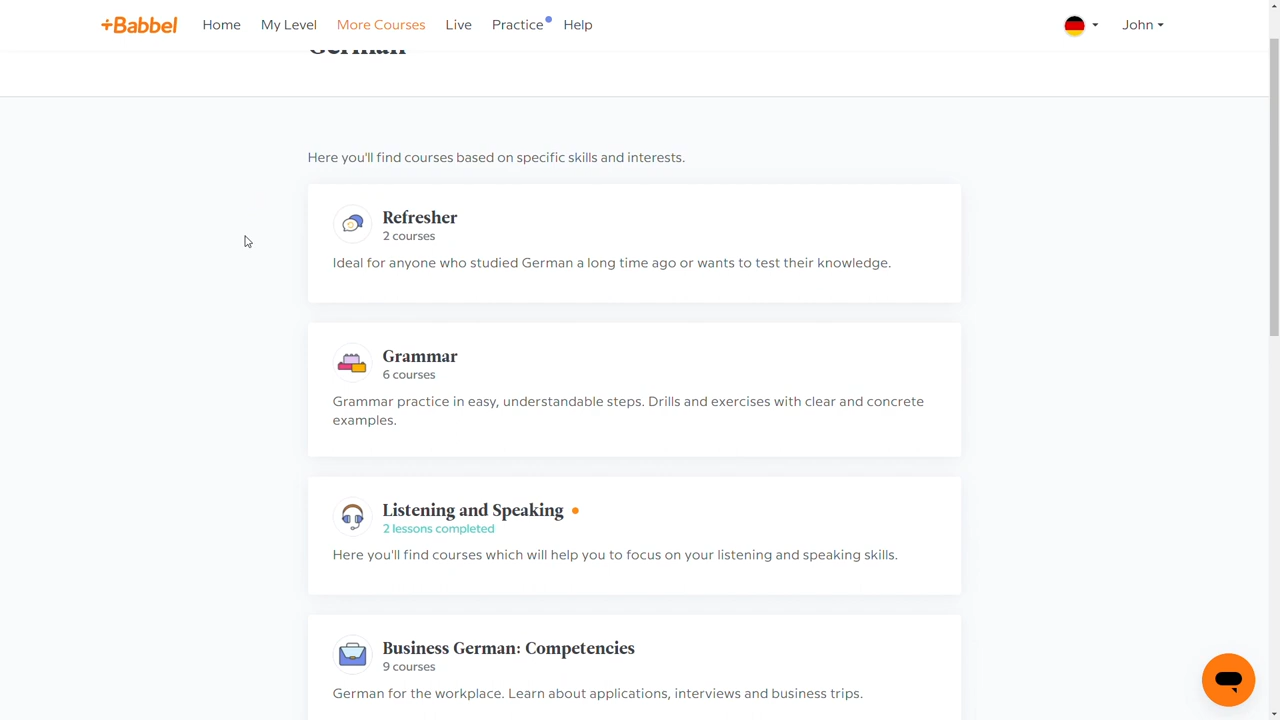 +Babbel Home My Level More Courses Live Practice Help John
German
Here you'll find courses based on specific skills and interests.
Refresher
2 courses
Ideal for anyone who studied German a long time ago or wants to test their knowledge.
Grammar
6 courses
Grammar practice in easy, understandable steps. Drills and exercises with clear and concrete
examples.
Listening and Speaking
2 lessons completed
Here you'll find courses which will help you to focus on your listening and speaking skills.
Business German: Competencies
9 courses
German for the workplace. Learn about applications, interviews and business trips.